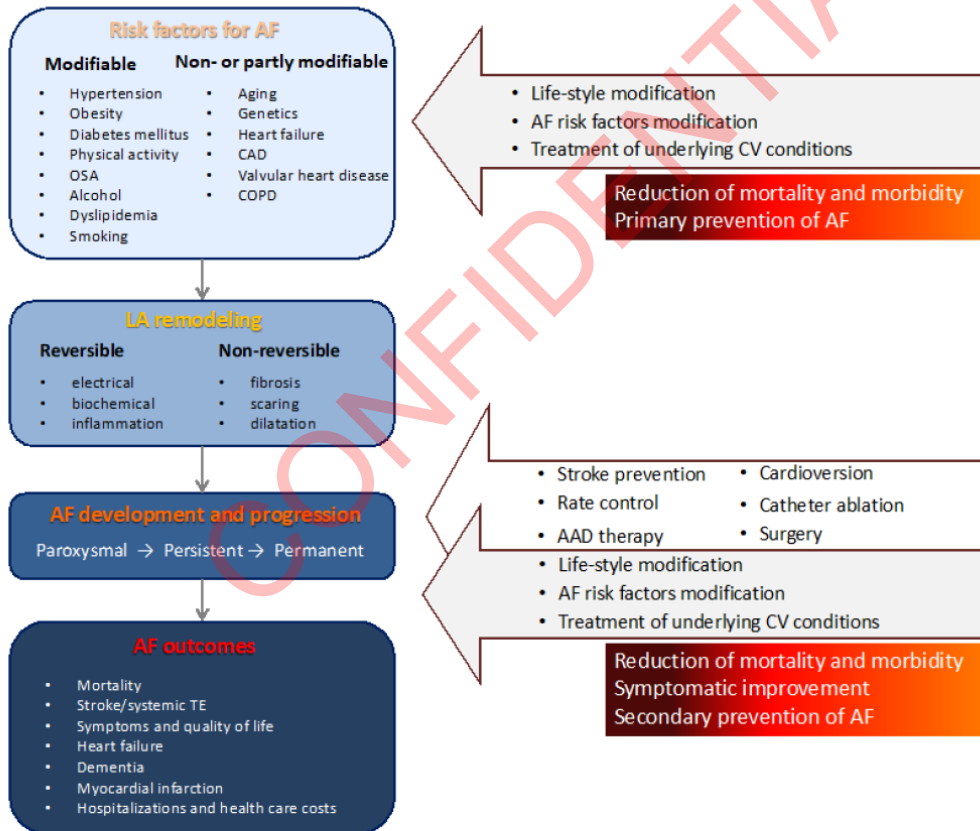 Risk factors for AF
Modifiable
Non- or partly modifiable
• Hypertension
• Obesity
• Diabetes mellitus
• Physical activity
• OSA
• Alcohol
• Dyslipidemia
• Smoking
• Aging
• Genetics
• Heart failure
• CAD
• Valvular heart disease
• COPD
• Life-style modification
• AF risk factors modification
• Treatment of underlying CV conditions
Reduction of mortality and morbidity
Primary prevention of AF
LA remodeling
Reversible
Non-reversible
• electrical
• biochemical
• inflammation
• fibrosis
• scaring
• dilatation
AF development and progression
Paroxysmal → Persistent → Permanent
• Stroke prevention
• Rate control
• AAD therapy
• Cardioversion
• Catheter ablation
• Surgery
• Life-style modification
• AF risk factors modification
• Treatment of underlying CV conditions
Reduction of mortality and morbidity
Symptomatic improvement
Secondary prevention of AF
AF outcomes
• Mortality
• Stroke/systemic TE
• Symptoms and quality of life
• Heart failure
• Dementia
• Myocardial infarction
• Hospitalizations and health care costs
CONFIDENTIA